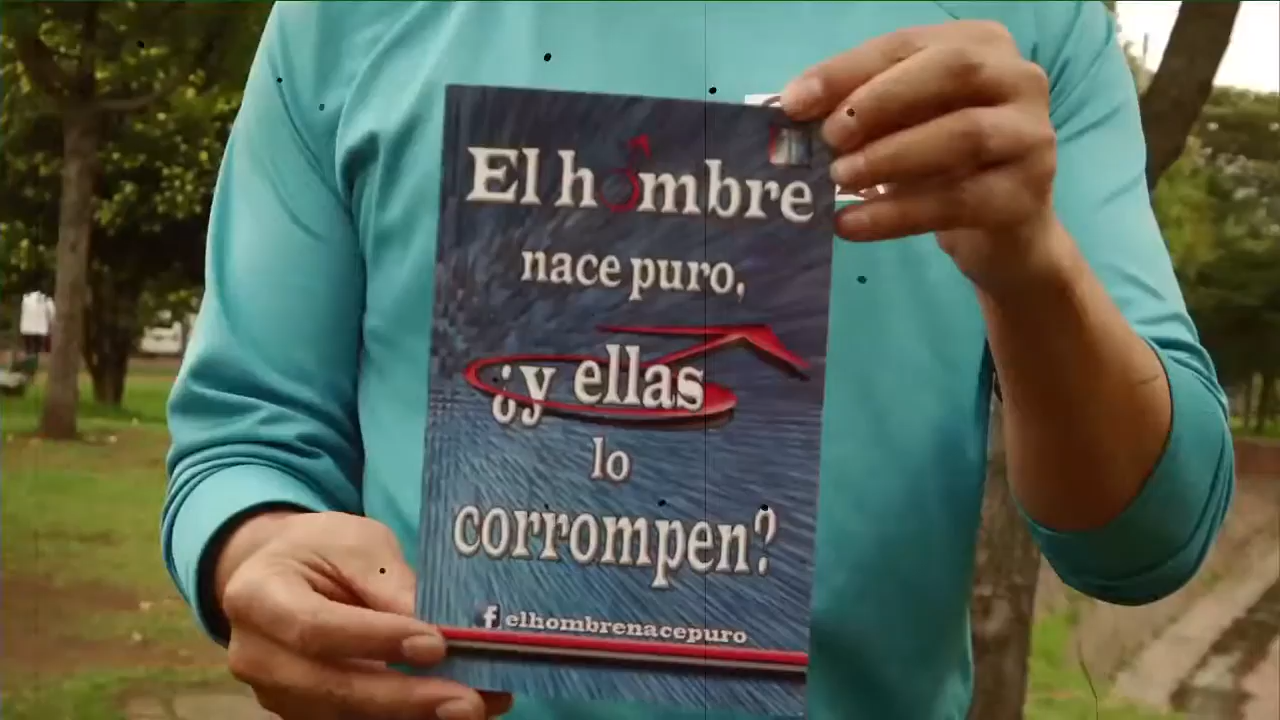 El hombre
nace puro,
¿y ellas
lo
corrompen?
f elhombrenacepuro